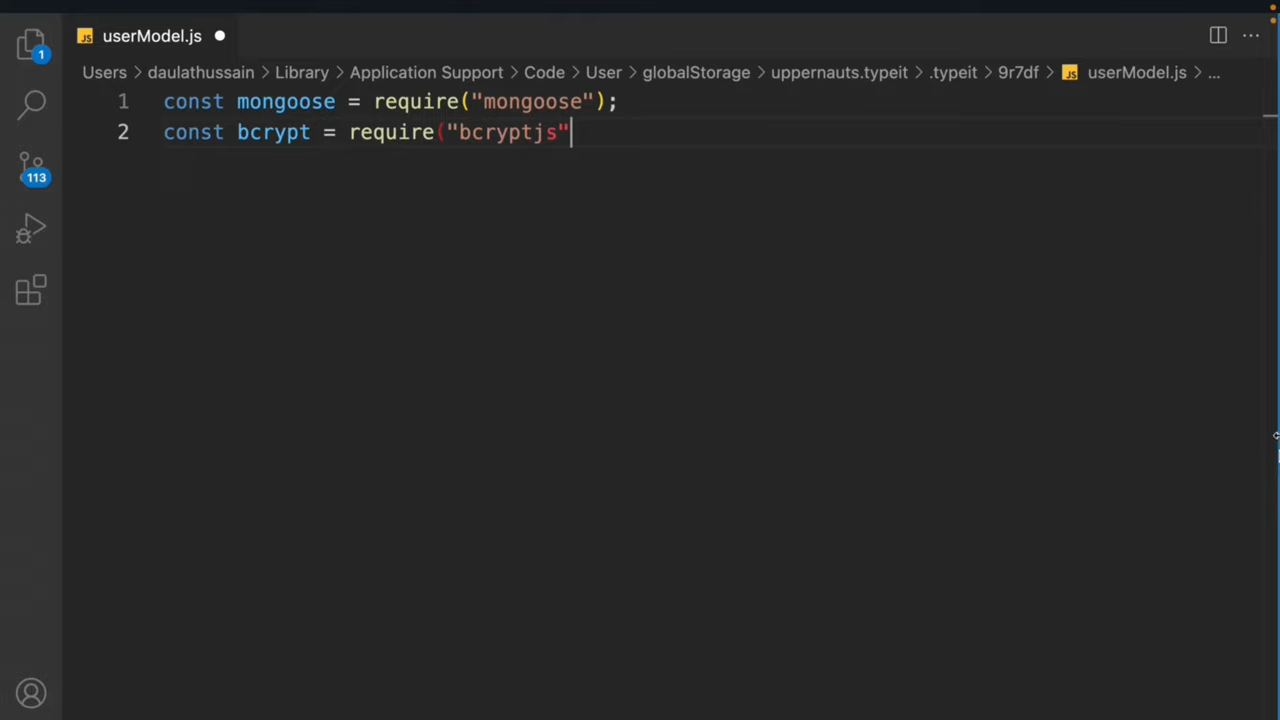 userModel.js
1
Users > daulathussain > Library > Application Support > Code > User > globalStorage > uppernauts.typeit > .typeit > 9r7df > JS userModel.js > ...
1 const mongoose = require("mongoose");
2 const bcrypt = require("bcryptjs"
113